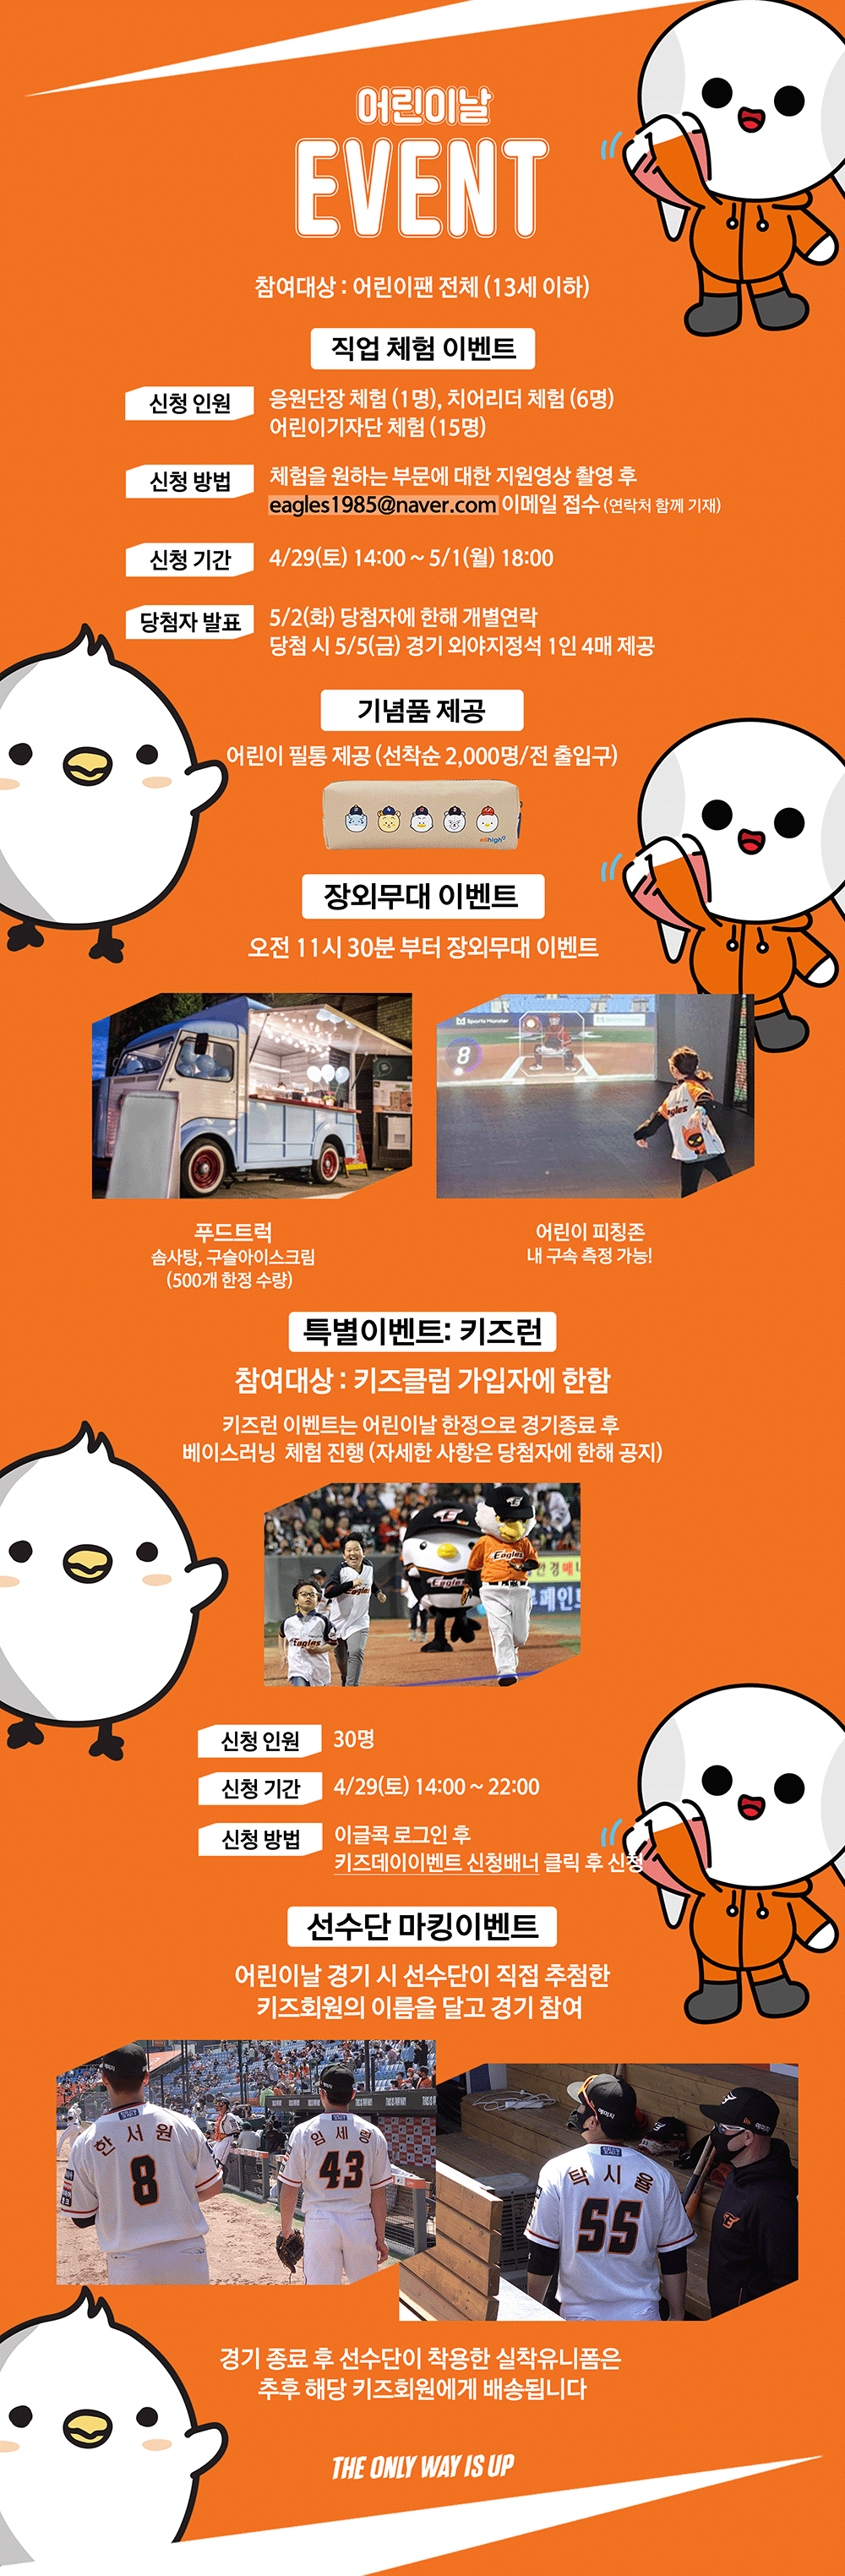 어린이날
EVENT
참여대상 : 어린이팬 전체 (13세 이하)
직업 체험 이벤트
신청 인원
응원단장 체험 (1명), 치어리더 체험 (6명)
어린이기자단 체험 (15명)
신청 방법
체험을 원하는 부문에 대한 지원영상 촬영 후
eagles1985@naver.com 이메일 접수 (연락처 함께 기재)
신청 기간
4/29(토) 14:00 ~ 5/1(월) 18:00
당첨자 발표
5/2(화) 당첨자에 한해 개별연락
당첨 시 5/5(금) 경기 외야지정석 1인 4매 제공
기념품 제공
어린이 필통 제공 (선착순 2,000명/전 출입구)
장외무대 이벤트
오전 11시 30분 부터 장외무대 이벤트
Sports Monster
8
Eagles
푸드트럭
솜사탕, 구슬아이스크림
(500개 한정 수량)
어린이 피칭존
내 구속 측정 가능!
특별이벤트: 키즈런
참여대상 : 키즈클럽 가입자에 한함
키즈런 이벤트는 어린이날 한정으로 경기종료 후
베이스러닝 체험 진행 (자세한 사항은 당첨자에 한해 공지)
Eagles
Eagles
Eagles
Eagles
신청 인원
30명
신청 기간
4/29(토) 14:00 ~ 22:00
신청 방법
이글콕 로그인 후
키즈데이이벤트 신청배너 클릭 후 신청
선수단 마킹이벤트
어린이날 경기 시 선수단이 직접 추첨한
키즈회원의 이름을 달고 경기 참여
한서원
8
임세령
43
탁시율
55
경기 종료 후 선수단이 착용한 실착유니폼은
추후 해당 키즈회원에게 배송됩니다
THE ONLY WAY IS UP